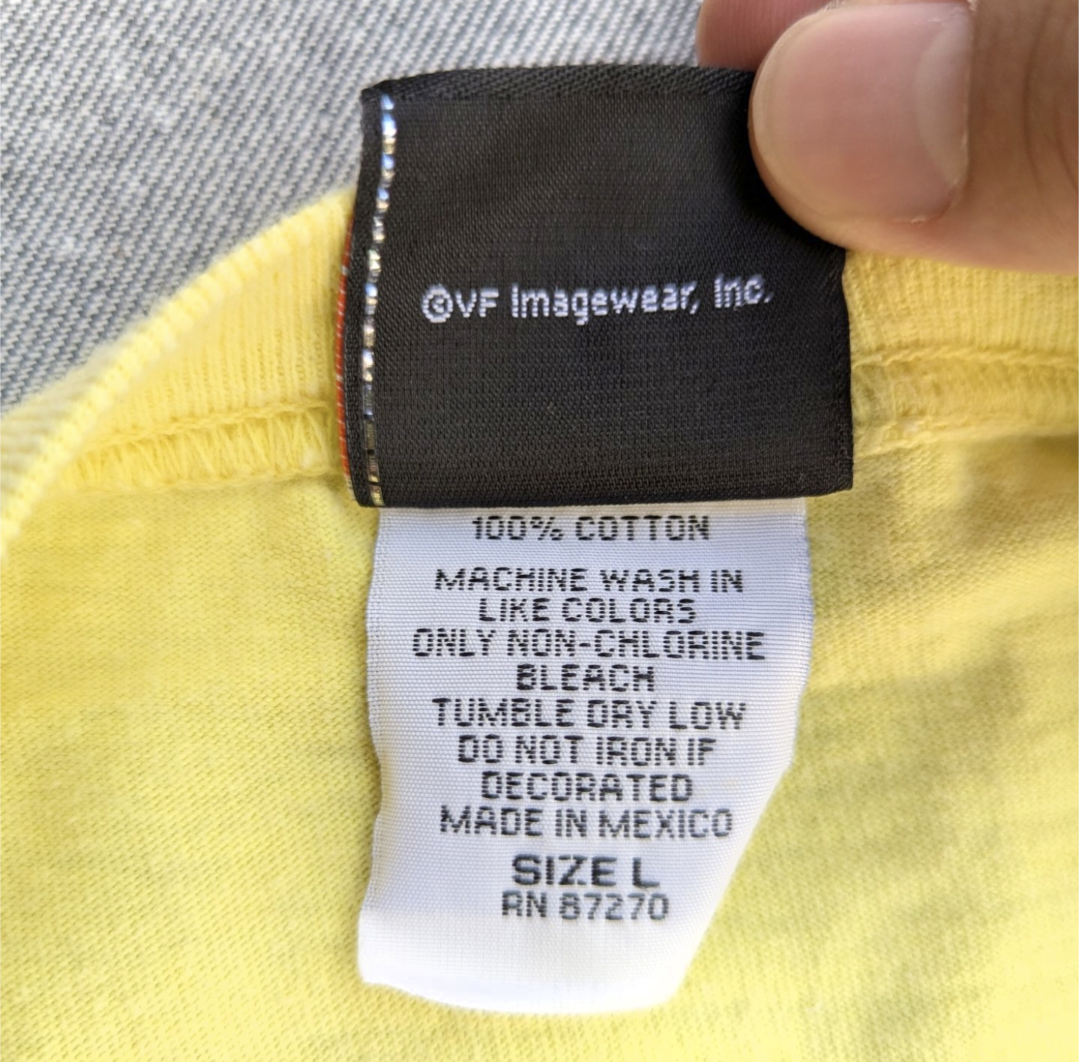 ©VF Imagewear, Inc.
100% COTTON
MACHINE WASH IN
LIKE COLORS
ONLY NON-CHLORINE
BLEACH
TUMBLE DRY LOW
DO NOT IRON IF
DECORATED
MADE IN MEXICO
SIZE L
RN 87270